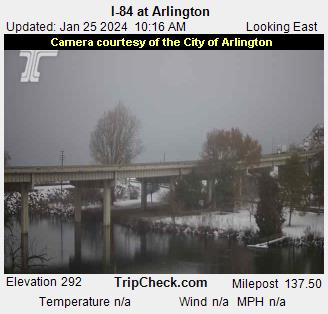 I-84 at Arlington
Updated: Jan 25 2024 10:16 AM Looking East
Camera courtesy of the City of Arlington
Elevation 292 TripCheck.com Milepost 137.50
Temperature n/a Wind n/a MPH n/a